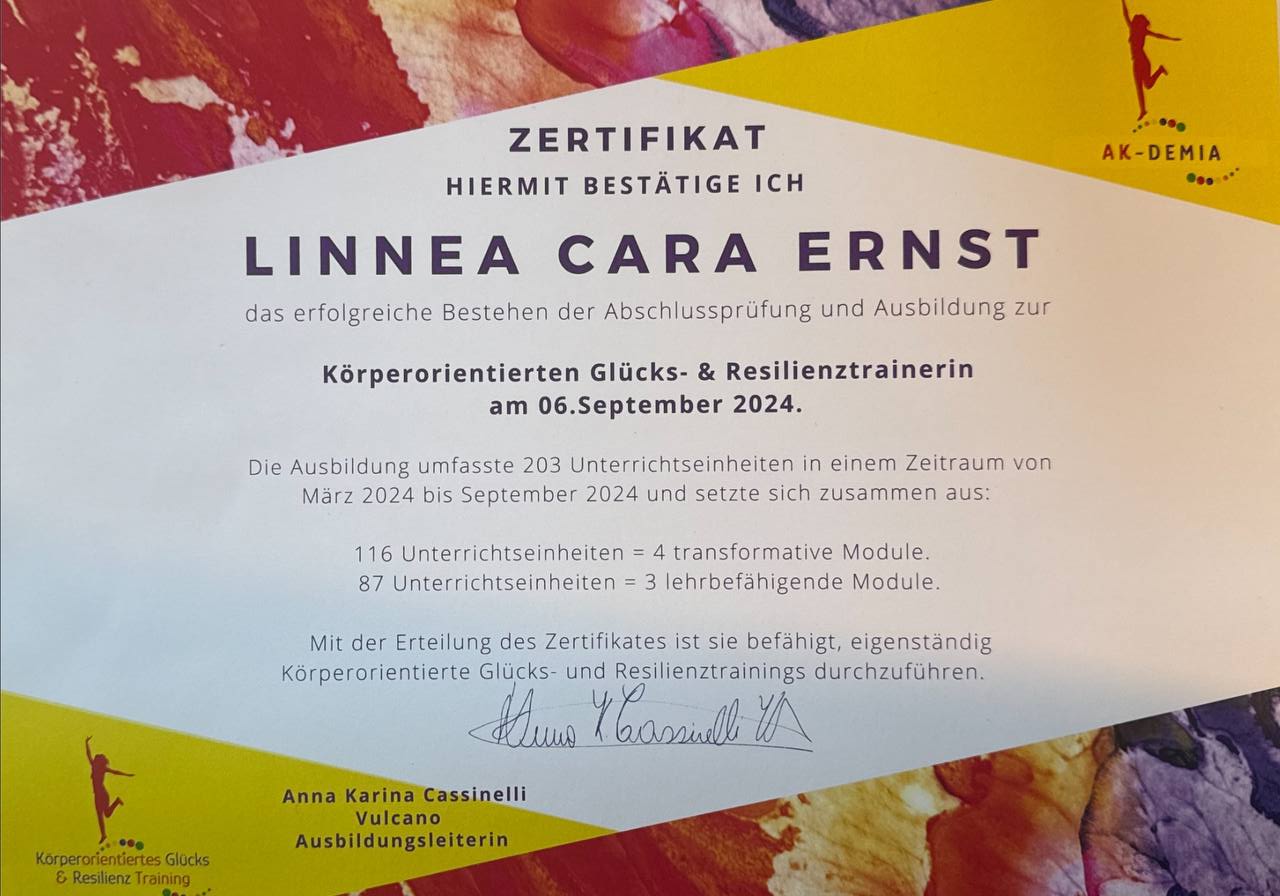 ZERTIFIKAT
HIERMIT BESTÄTIGE ICH
LINNEA CARA ERNST
das erfolgreiche Bestehen der Abschlussprüfung und Ausbildung zur
Körperorientierten Glücks- & Resilienztrainerin
am 06.September 2024.
Die Ausbildung umfasste 203 Unterrichtseinheiten in einem Zeitraum von
März 2024 bis September 2024 und setzte sich zusammen aus:
116 Unterrichtseinheiten = 4 transformative Module.
87 Unterrichtseinheiten = 3 lehrbefähigende Module.
Mit der Erteilung des Zertifikates ist sie befähigt, eigenständig
Körperorientierte Glücks- und Resilienztrainings durchzuführen.
Anna Karina Cassinelli
Vulcano
Ausbildungsleiterin
AK-DEMIA
Körperorientiertes Glücks
& Resilienz Training